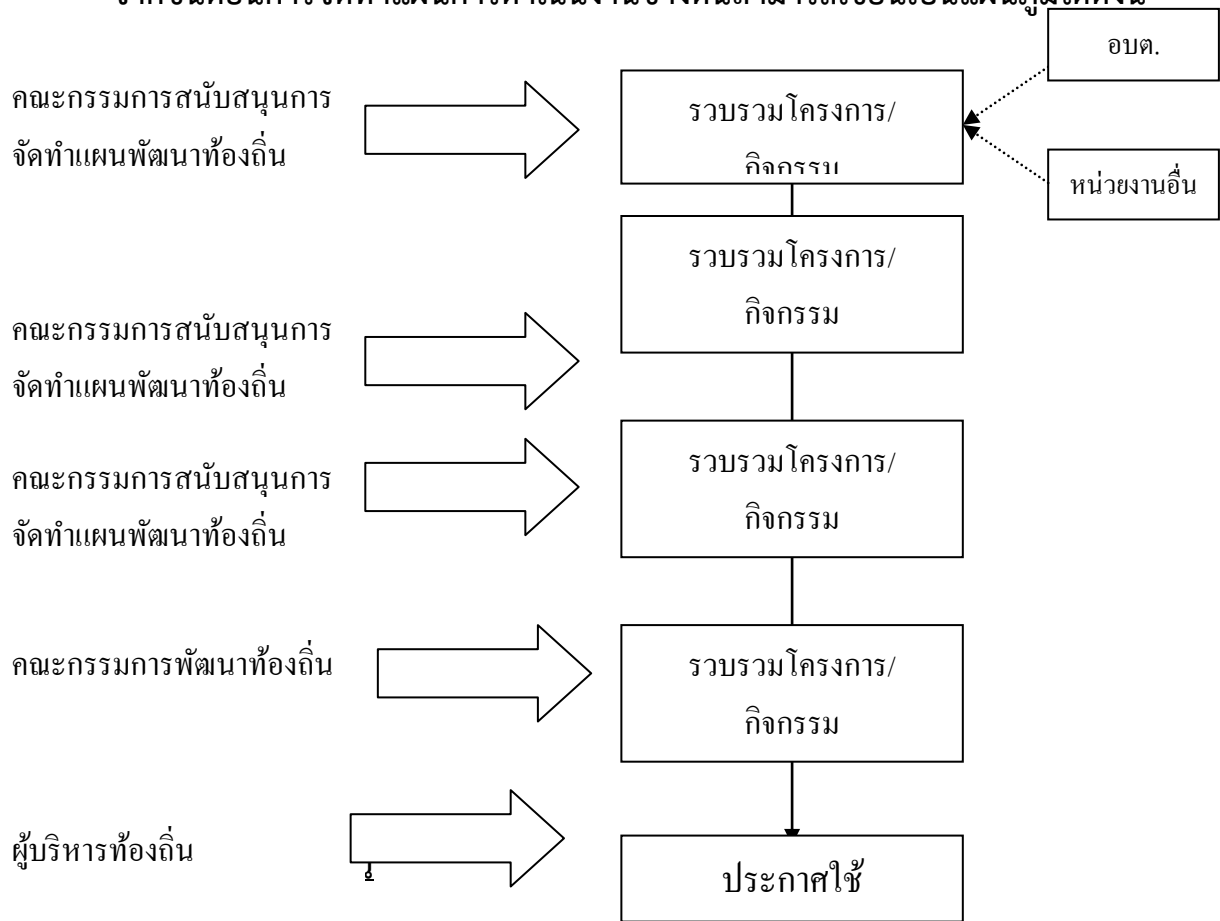 อบต.
คณะกรรมการสนับสนุนการ
จัดทำแผนพัฒนาท้องถิ่น
รวบรวมโครงการ/
กิจกรรม
หน่วยงานอื่น
รวบรวมโครงการ/
กิจกรรม
คณะกรรมการสนับสนุนการ
จัดทำแผนพัฒนาท้องถิ่น
คณะกรรมการสนับสนุนการ
จัดทำแผนพัฒนาท้องถิ่น
รวบรวมโครงการ/
กิจกรรม
คณะกรรมการพัฒนาท้องถิ่น
รวบรวมโครงการ/
กิจกรรม
ผู้บริหารท้องถิ่น
ประกาศใช้